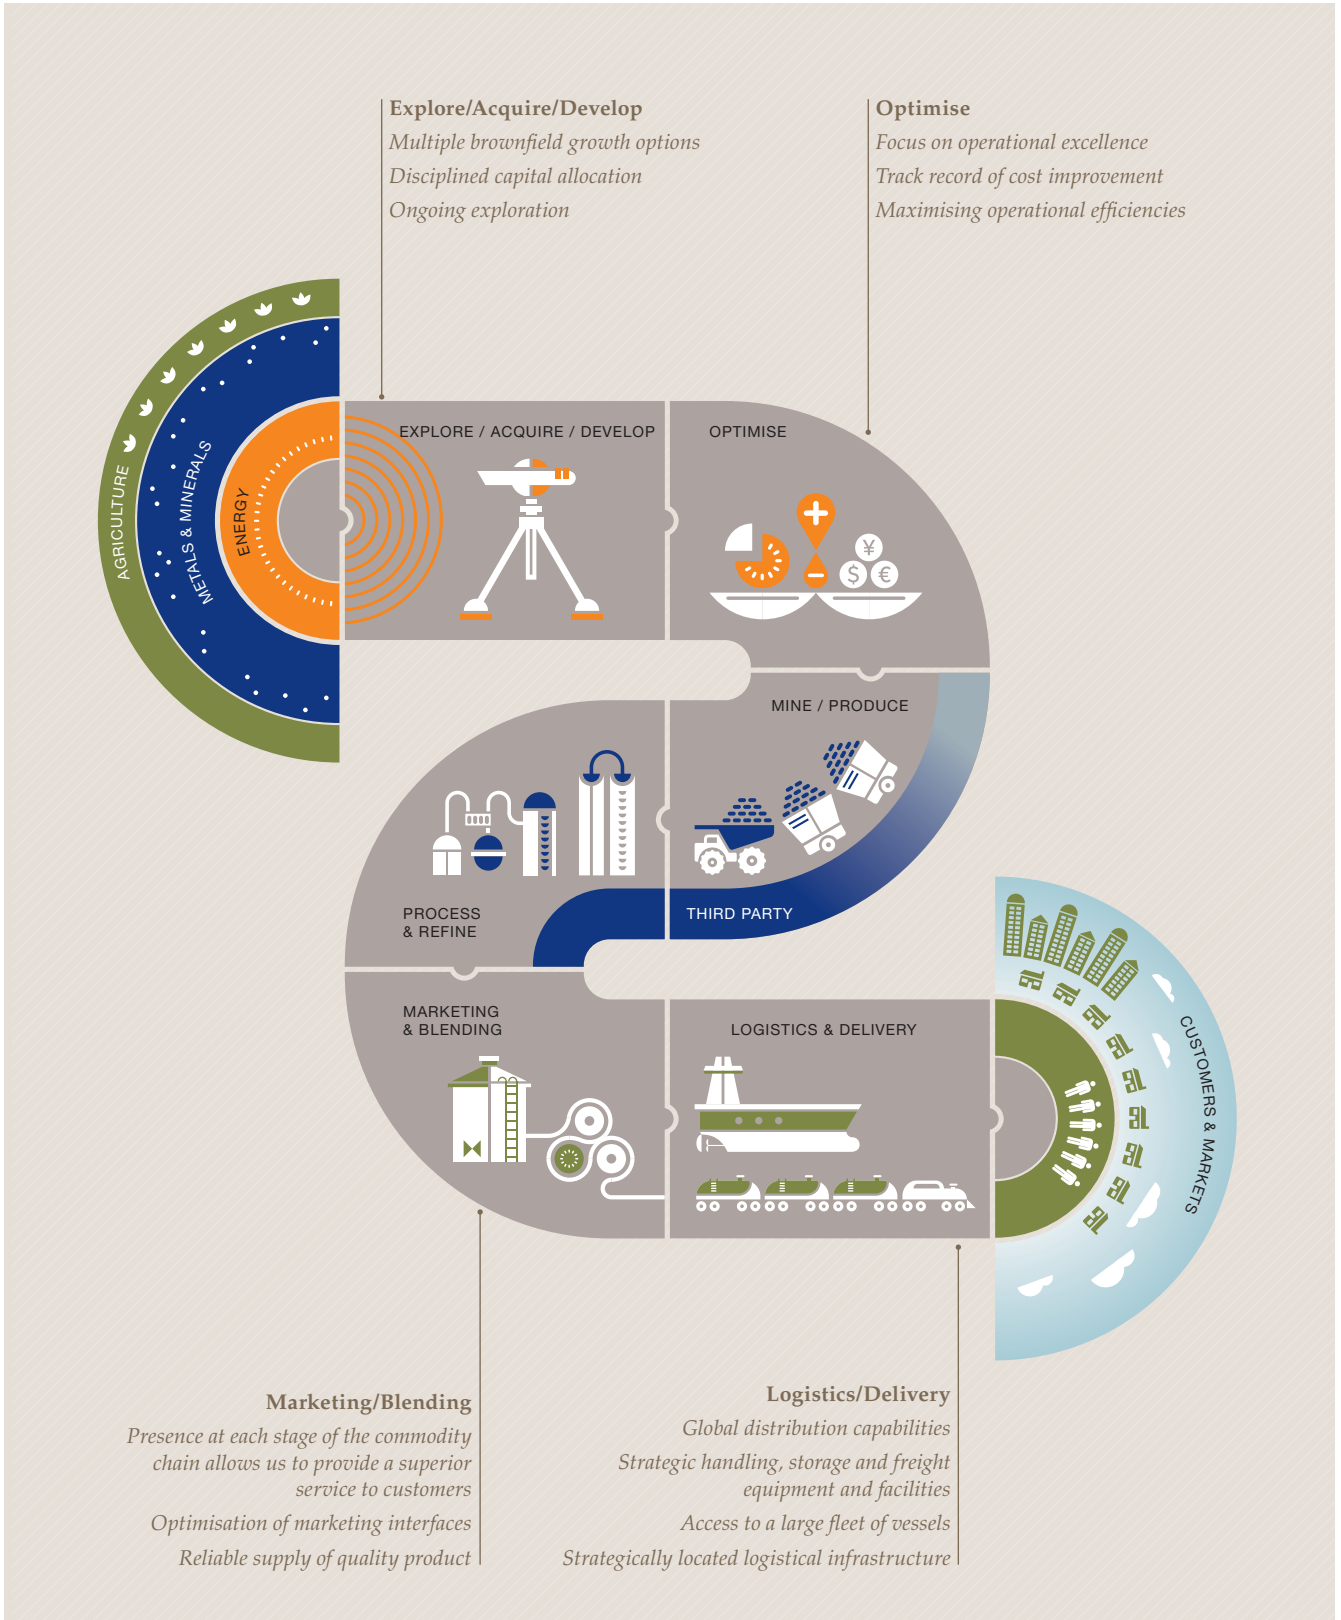 Explore/Acquire/Develop
Multiple brownfield growth options
Disciplined capital allocation
Ongoing exploration
Optimise
Focus on operational excellence
Track record of cost improvement
Maximising operational efficiencies
AGRICULTURE
METALS & MINERALS
ENERGY
EXPLORE / ACQUIRE / DEVELOP
OPTIMISE
¥
$ €
MINE / PRODUCE
THIRD PARTY
PROCESS
& REFINE
MARKETING
& BLENDING
LOGISTICS & DELIVERY
CUSTOMERS & MARKETS
Marketing/Blending
Presence at each stage of the commodity
chain allows us to provide a superior
service to customers
Optimisation of marketing interfaces
Reliable supply of quality product
Logistics/Delivery
Global distribution capabilities
Strategic handling, storage and freight
equipment and facilities
Access to a large fleet of vessels
Strategically located logistical infrastructure